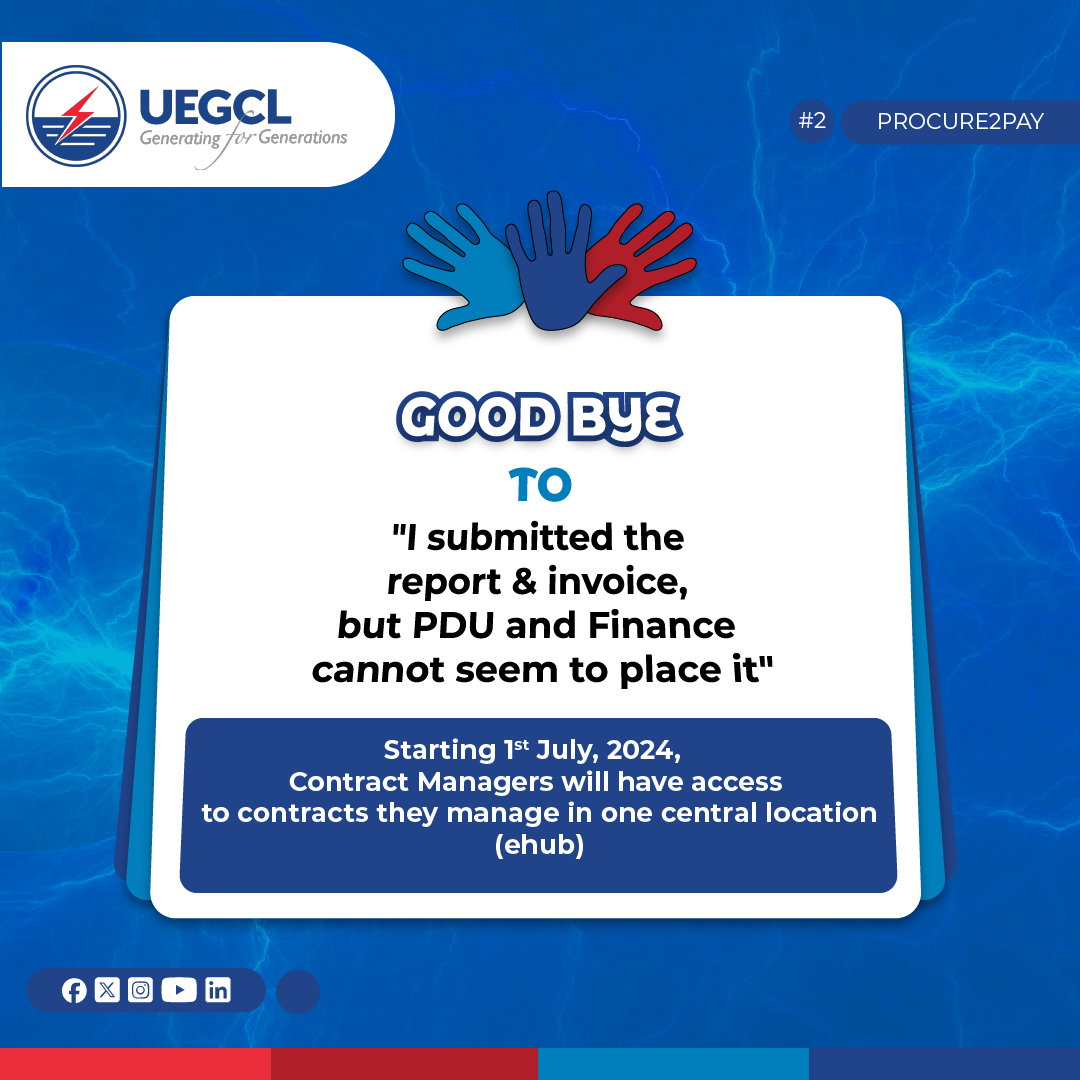 UEGCL
Generating for Generations
#2 PROCURE2PAY
GOOD BYE
TO
"I submitted the
report & invoice,
but PDU and Finance
cannot seem to place it"
Starting 1st July, 2024,
Contract Managers will have access
to contracts they manage in one central location
(ehub)